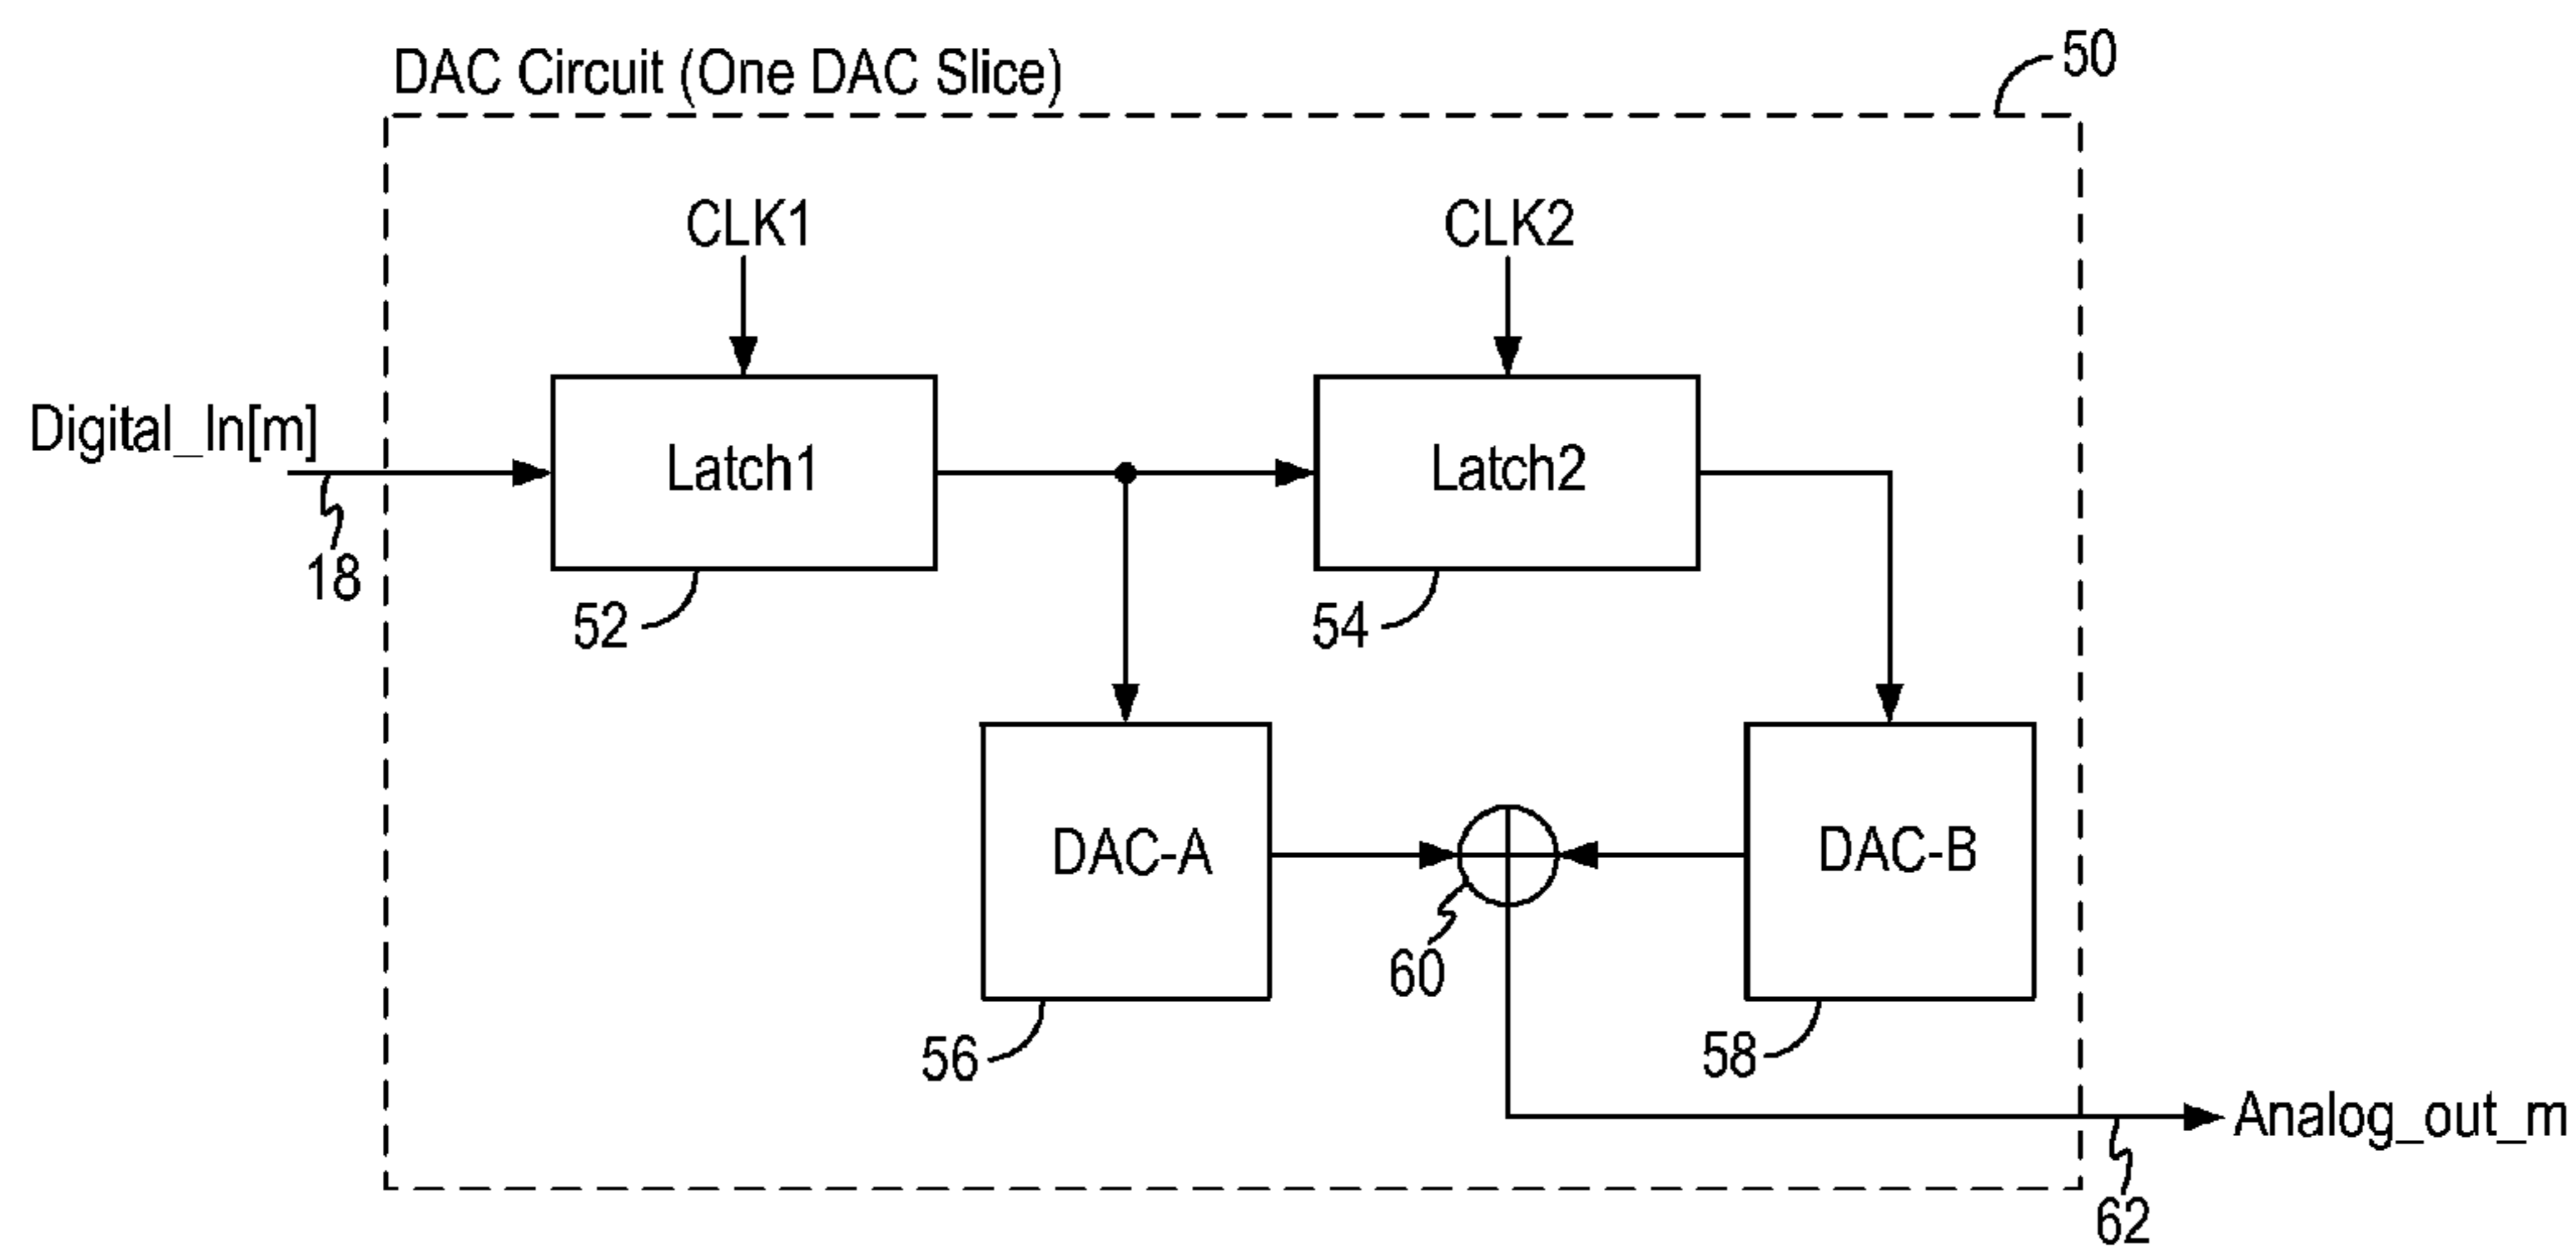 DAC Circuit (One DAC Slice)
50
CLK1
CLK2
Digital_In[m]
Latch1
Latch2
18
52
54
DAC-A
DAC-B
60
56
58
Analog_out_m
62